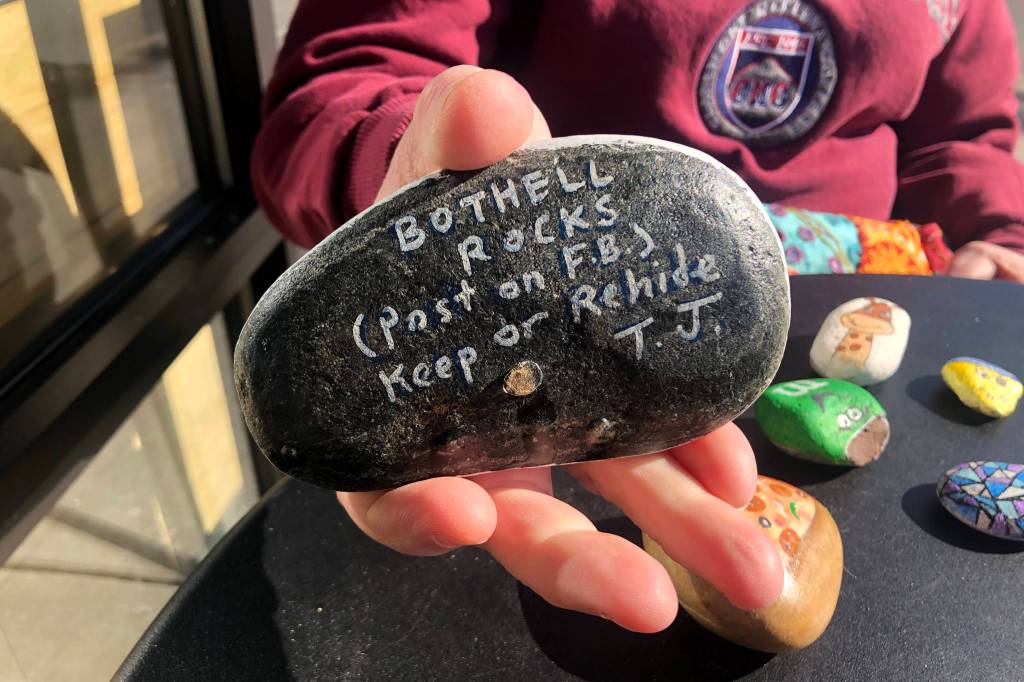 BOTHELL
ROCKS
(Post on F.B.)
Keep or Rehide
T.J.